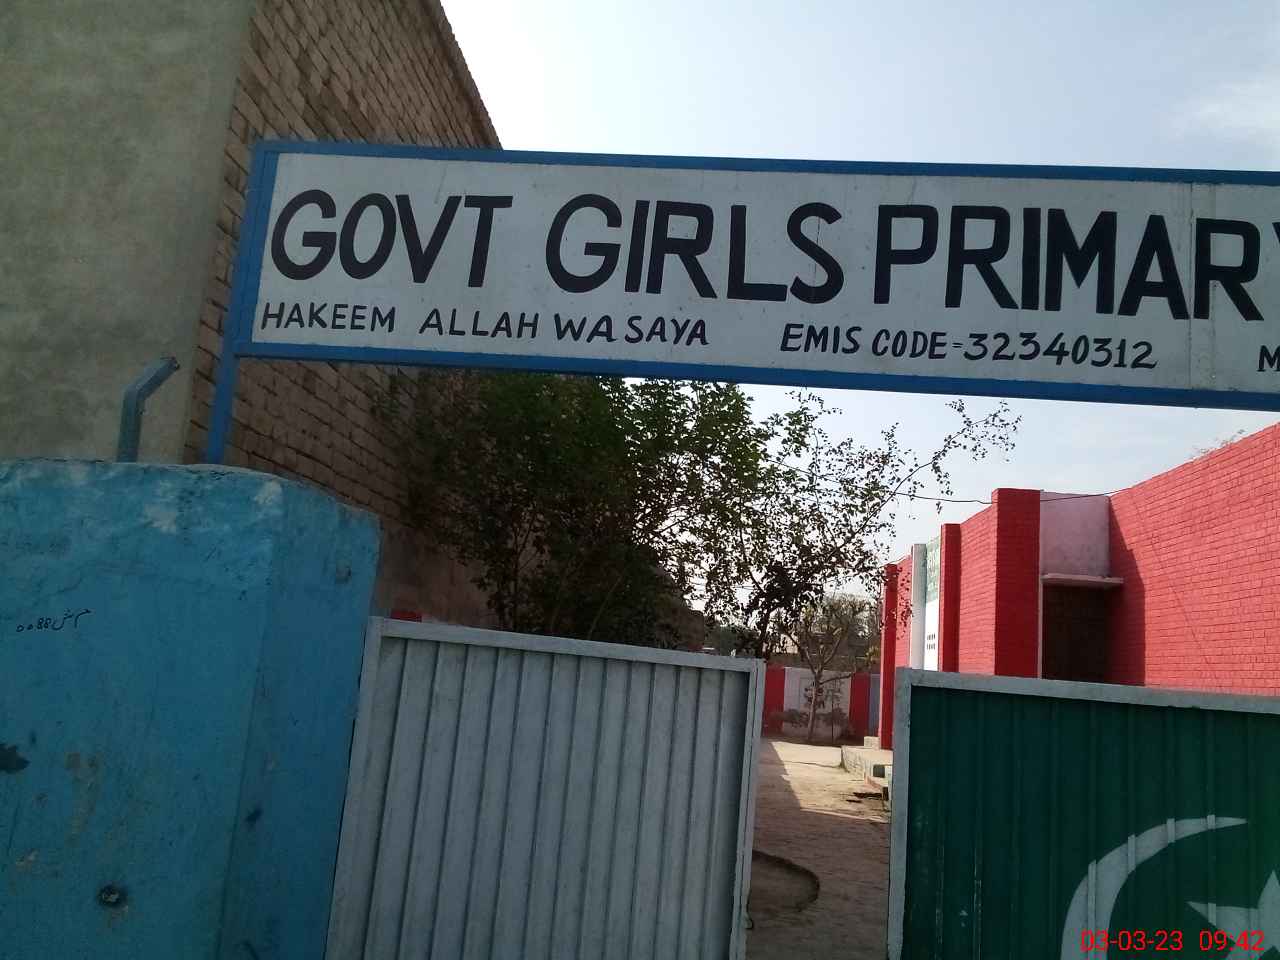 GOVT GIRLS PRIMARY
HAKEEM ALLAH WASAYA EMIS CODE=32340312 M
03-03-23 09:42